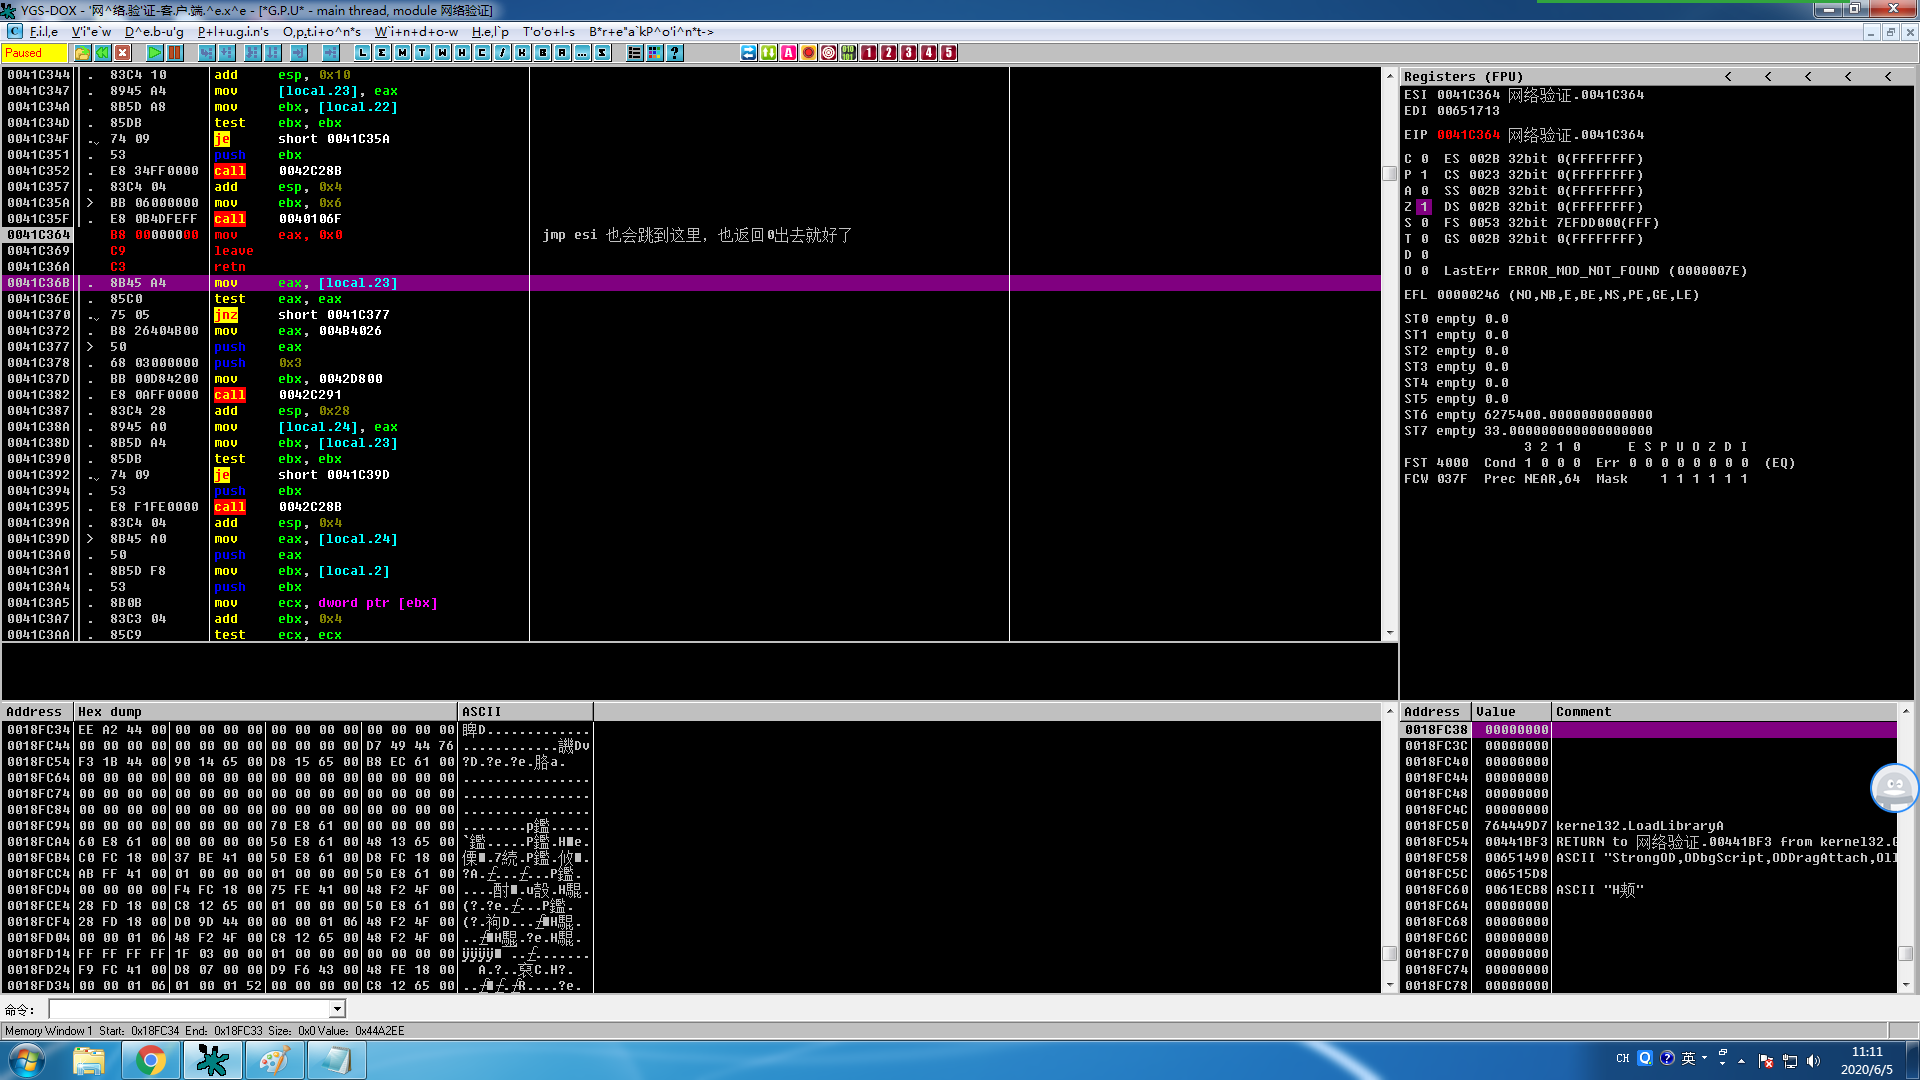 YGS-DOX - '网^络.验'证-客.户.端.^e.x^e - [*G.P.U* - main thread, module 网络验证]
F.i.l,e V'i"e`w D^e.b-u'g P+l+u.g.i.n's O,p,t.i+o^n*s W`i+n+d+o-w H.e,l`p T'o'o+l-s B*r+e"a`kP^o'i^n*t->
Paused L E M T W H C / K B R ... S ? A 1 2 3 4 5
0041C344 . 83C4 10 add esp, 0x10
0041C347 . 8945 A4 mov [local.23], eax
0041C34A . 8B5D A8 mov ebx, [local.22]
0041C34D . 85DB test ebx, ebx
0041C34F . 74 09 je short 0041C35A
0041C351 . 53 push ebx
0041C352 . E8 34FF0000 call 0042C28B
0041C357 . 83C4 04 add esp, 0x4
0041C35A > BB 06000000 mov ebx, 0x6
0041C35F . E8 0B4DFEFF call 0040106F
0041C364 B8 00000000 mov eax, 0x0 jmp esi 也会跳到这里，也返回0出去就好了
0041C369 C9 leave
0041C36A C3 retn
0041C36B . 8B45 A4 mov eax, [local.23]
0041C36E . 85C0 test eax, eax
0041C370 . 75 05 jnz short 0041C377
0041C372 . B8 26404B00 mov eax, 004B4026
0041C377 > 50 push eax
0041C378 . 68 03000000 push 0x3
0041C37D . BB 00D84200 mov ebx, 0042D800
0041C382 . E8 0AFF0000 call 0042C291
0041C387 . 83C4 28 add esp, 0x28
0041C38A . 8945 A0 mov [local.24], eax
0041C38D . 8B5D A4 mov ebx, [local.23]
0041C390 . 85DB test ebx, ebx
0041C392 . 74 09 je short 0041C39D
0041C394 . 53 push ebx
0041C395 . E8 F1FE0000 call 0042C28B
0041C39A . 83C4 04 add esp, 0x4
0041C39D > 8B45 A0 mov eax, [local.24]
0041C3A0 . 50 push eax
0041C3A1 . 8B5D F8 mov ebx, [local.2]
0041C3A4 . 53 push ebx
0041C3A5 . 8B0B mov ecx, dword ptr [ebx]
0041C3A7 . 83C3 04 add ebx, 0x4
0041C3AA . 85C9 test ecx, ecx
Registers (FPU) < < < < <
ESI 0041C364 网络验证.0041C364
EDI 00651713
EIP 0041C364 网络验证.0041C364
C 0 ES 002B 32bit 0(FFFFFFFF)
P 1 CS 0023 32bit 0(FFFFFFFF)
A 0 SS 002B 32bit 0(FFFFFFFF)
Z 1 DS 002B 32bit 0(FFFFFFFF)
S 0 FS 0053 32bit 7EFDD000(FFF)
T 0 GS 002B 32bit 0(FFFFFFFF)
D 0
O 0 LastErr ERROR_MOD_NOT_FOUND (0000007E)
EFL 00000246 (NO,NB,E,BE,NS,PE,GE,LE)
ST0 empty 0.0
ST1 empty 0.0
ST2 empty 0.0
ST3 empty 0.0
ST4 empty 0.0
ST5 empty 0.0
ST6 empty 6275400.0000000000000
ST7 empty 33.000000000000000000
3 2 1 0 E S P U O Z D I
FST 4000 Cond 1 0 0 0 Err 0 0 0 0 0 0 0 0 (EQ)
FCW 037F Prec NEAR,64 Mask 1 1 1 1 1 1
Address Hex dump ASCII
0018FC34 EE A2 44 00 00 00 00 00 00 00 00 00 00 00 00 00 睥D.............
0018FC44 00 00 00 00 00 00 00 00 00 00 00 00 D7 49 44 76 ............譏Dv
0018FC54 F3 1B 44 00 90 14 65 00 D8 15 65 00 B8 EC 61 00 ?D.?e.?e.胳a.
0018FC64 00 00 00 00 00 00 00 00 00 00 00 00 00 00 00 00 ................
0018FC74 00 00 00 00 00 00 00 00 00 00 00 00 00 00 00 00 ................
0018FC84 00 00 00 00 00 00 00 00 00 00 00 00 00 00 00 00 ................
0018FC94 00 00 00 00 00 00 00 00 70 E8 61 00 00 00 00 00 ........p鑑.....
0018FCA4 60 E8 61 00 00 00 00 00 50 E8 61 00 48 13 65 00 `鑑.....P鑑.H■e.
0018FCB4 C0 FC 18 00 37 BE 41 00 50 E8 61 00 D8 FC 18 00
0018FCC4 AB FF 41 00 01 00 00 00 01 00 00 00 50 E8 61 00
0018FCD4 00 00 00 00 F4 FC 18 00 75 FE 41 00 48 F2 4F 00
0018FCE4 28 FD 18 00 C8 12 65 00 01 00 00 00 50 E8 61 00
0018FCF4 28 FD 18 00 D0 9D 44 00 00 00 01 06 48 F2 4F 00
0018FD04 00 00 01 06 48 F2 4F 00 C8 12 65 00 48 F2 4F 00
0018FD14 FF FF FF FF 1F 03 00 00 01 00 00 00 00 00 00 00
0018FD24 F9 FC 41 00 D8 07 00 00 D9 F6 43 00 48 FE 18 00
0018FD34 00 00 01 06 01 00 01 52 00 00 00 00 C8 12 65 00
Address Value Comment
0018FC38 00000000
0018FC3C 00000000
0018FC40 00000000
0018FC44 00000000
0018FC48 00000000
0018FC4C 00000000
0018FC50 764449D7 kernel32.LoadLibraryA
0018FC54 00441BF3 RETURN to 网络验证.00441BF3 from kernel32.G
0018FC58 00651490 ASCII "StrongOD,ODbgScript,ODDragAttach,Oll
0018FC5C 006515D8
0018FC60 0061ECB8 ASCII "H颊"
0018FC64 00000000
0018FC68 00000000
0018FC6C 00000000
0018FC70 00000000
0018FC74 00000000
0018FC78 00000000
命令:
Memory Window 1 Start: 0x18FC34 End: 0x18FC33 Size: 0x0 Value: 0x44A2EE
CH 英 11:11
2020/6/5